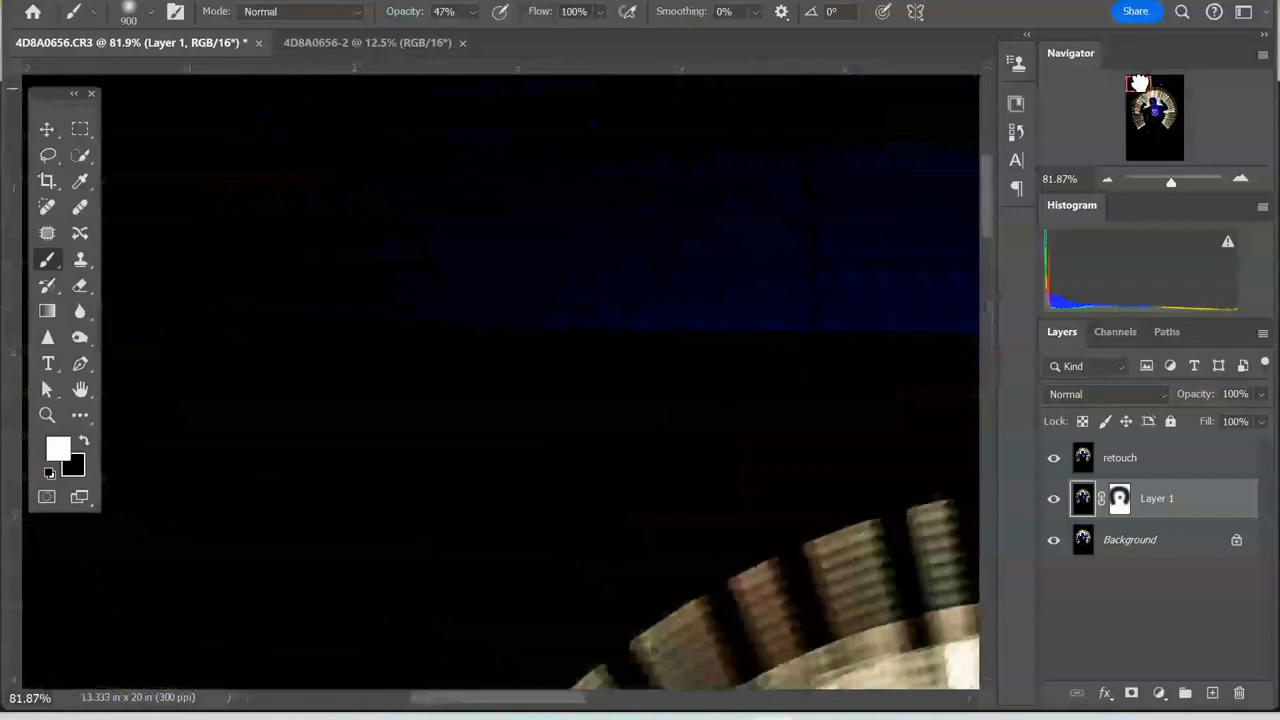 900
Mode: Normal
Opacity: 47%
Flow: 100%
Smoothing: 0%
0°
Share
4D8A0656.CR3 @ 81.9% (Layer 1, RGB/16*) *
4D8A0656-2 @ 12.5% (RGB/16*)
Navigator
81.87%
Histogram
Layers
Channels
Paths
Kind
Normal
Opacity: 100%
Lock:
Fill: 100%
retouch
Layer 1
Background
81.87%
13.333 in x 20 in (300 ppi)